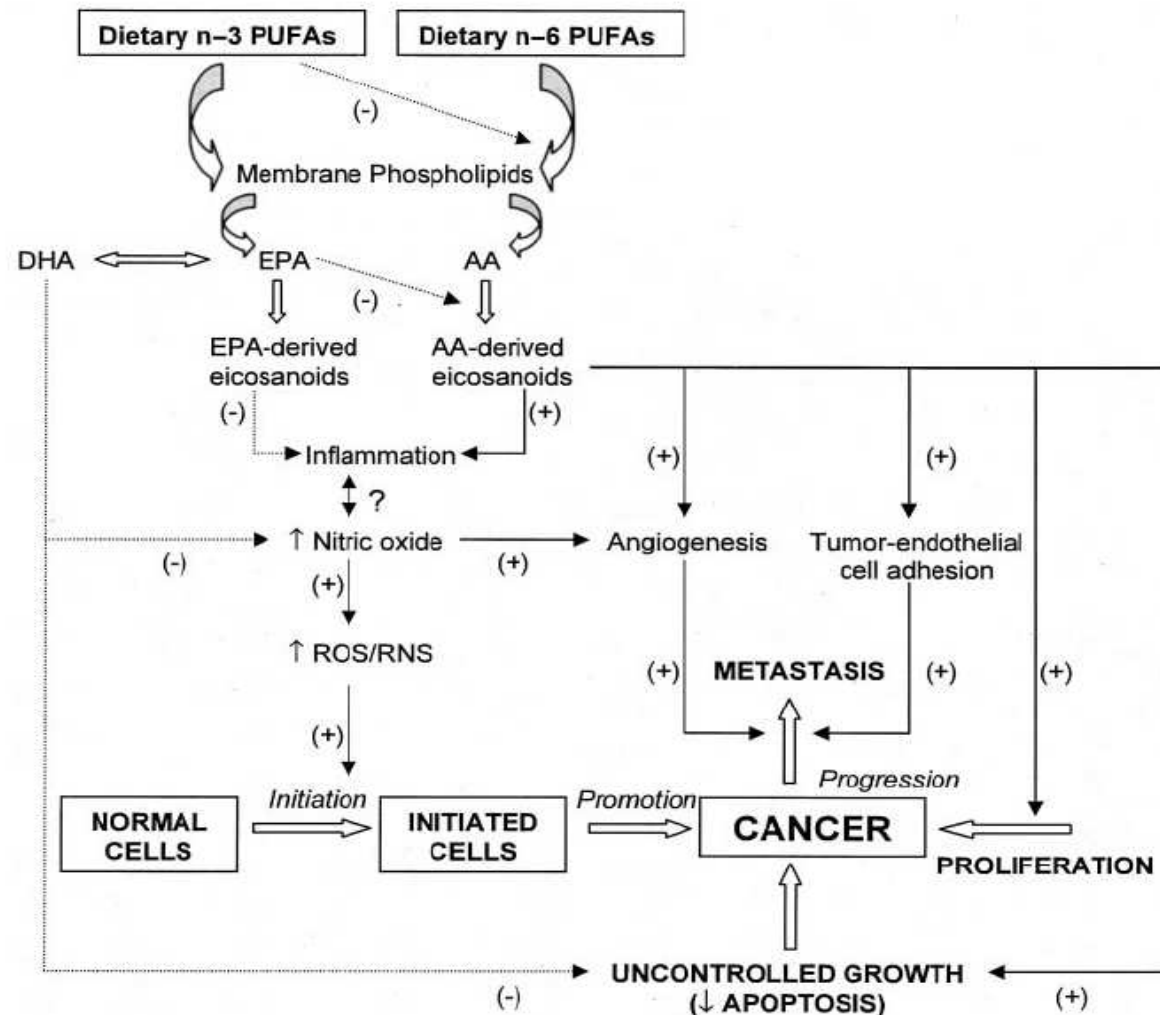 Dietary n–3 PUFAs
Dietary n–6 PUFAs
(-)
Membrane Phospholipids
DHA
EPA
AA
(-)
EPA-derived
eicosanoids
AA-derived
eicosanoids
(-)
(+)
Inflammation
(+)
(+)
?
(-)
↑ Nitric oxide
(+)
Angiogenesis
Tumor-endothelial
cell adhesion
(+)
↑ ROS/RNS
(+)
METASTASIS
(+)
(+)
(+)
Progression
Initiation
Promotion
NORMAL
CELLS
INITIATED
CELLS
CANCER
PROLIFERATION
UNCONTROLLED GROWTH
(↓ APOPTOSIS)
(-)
(+)